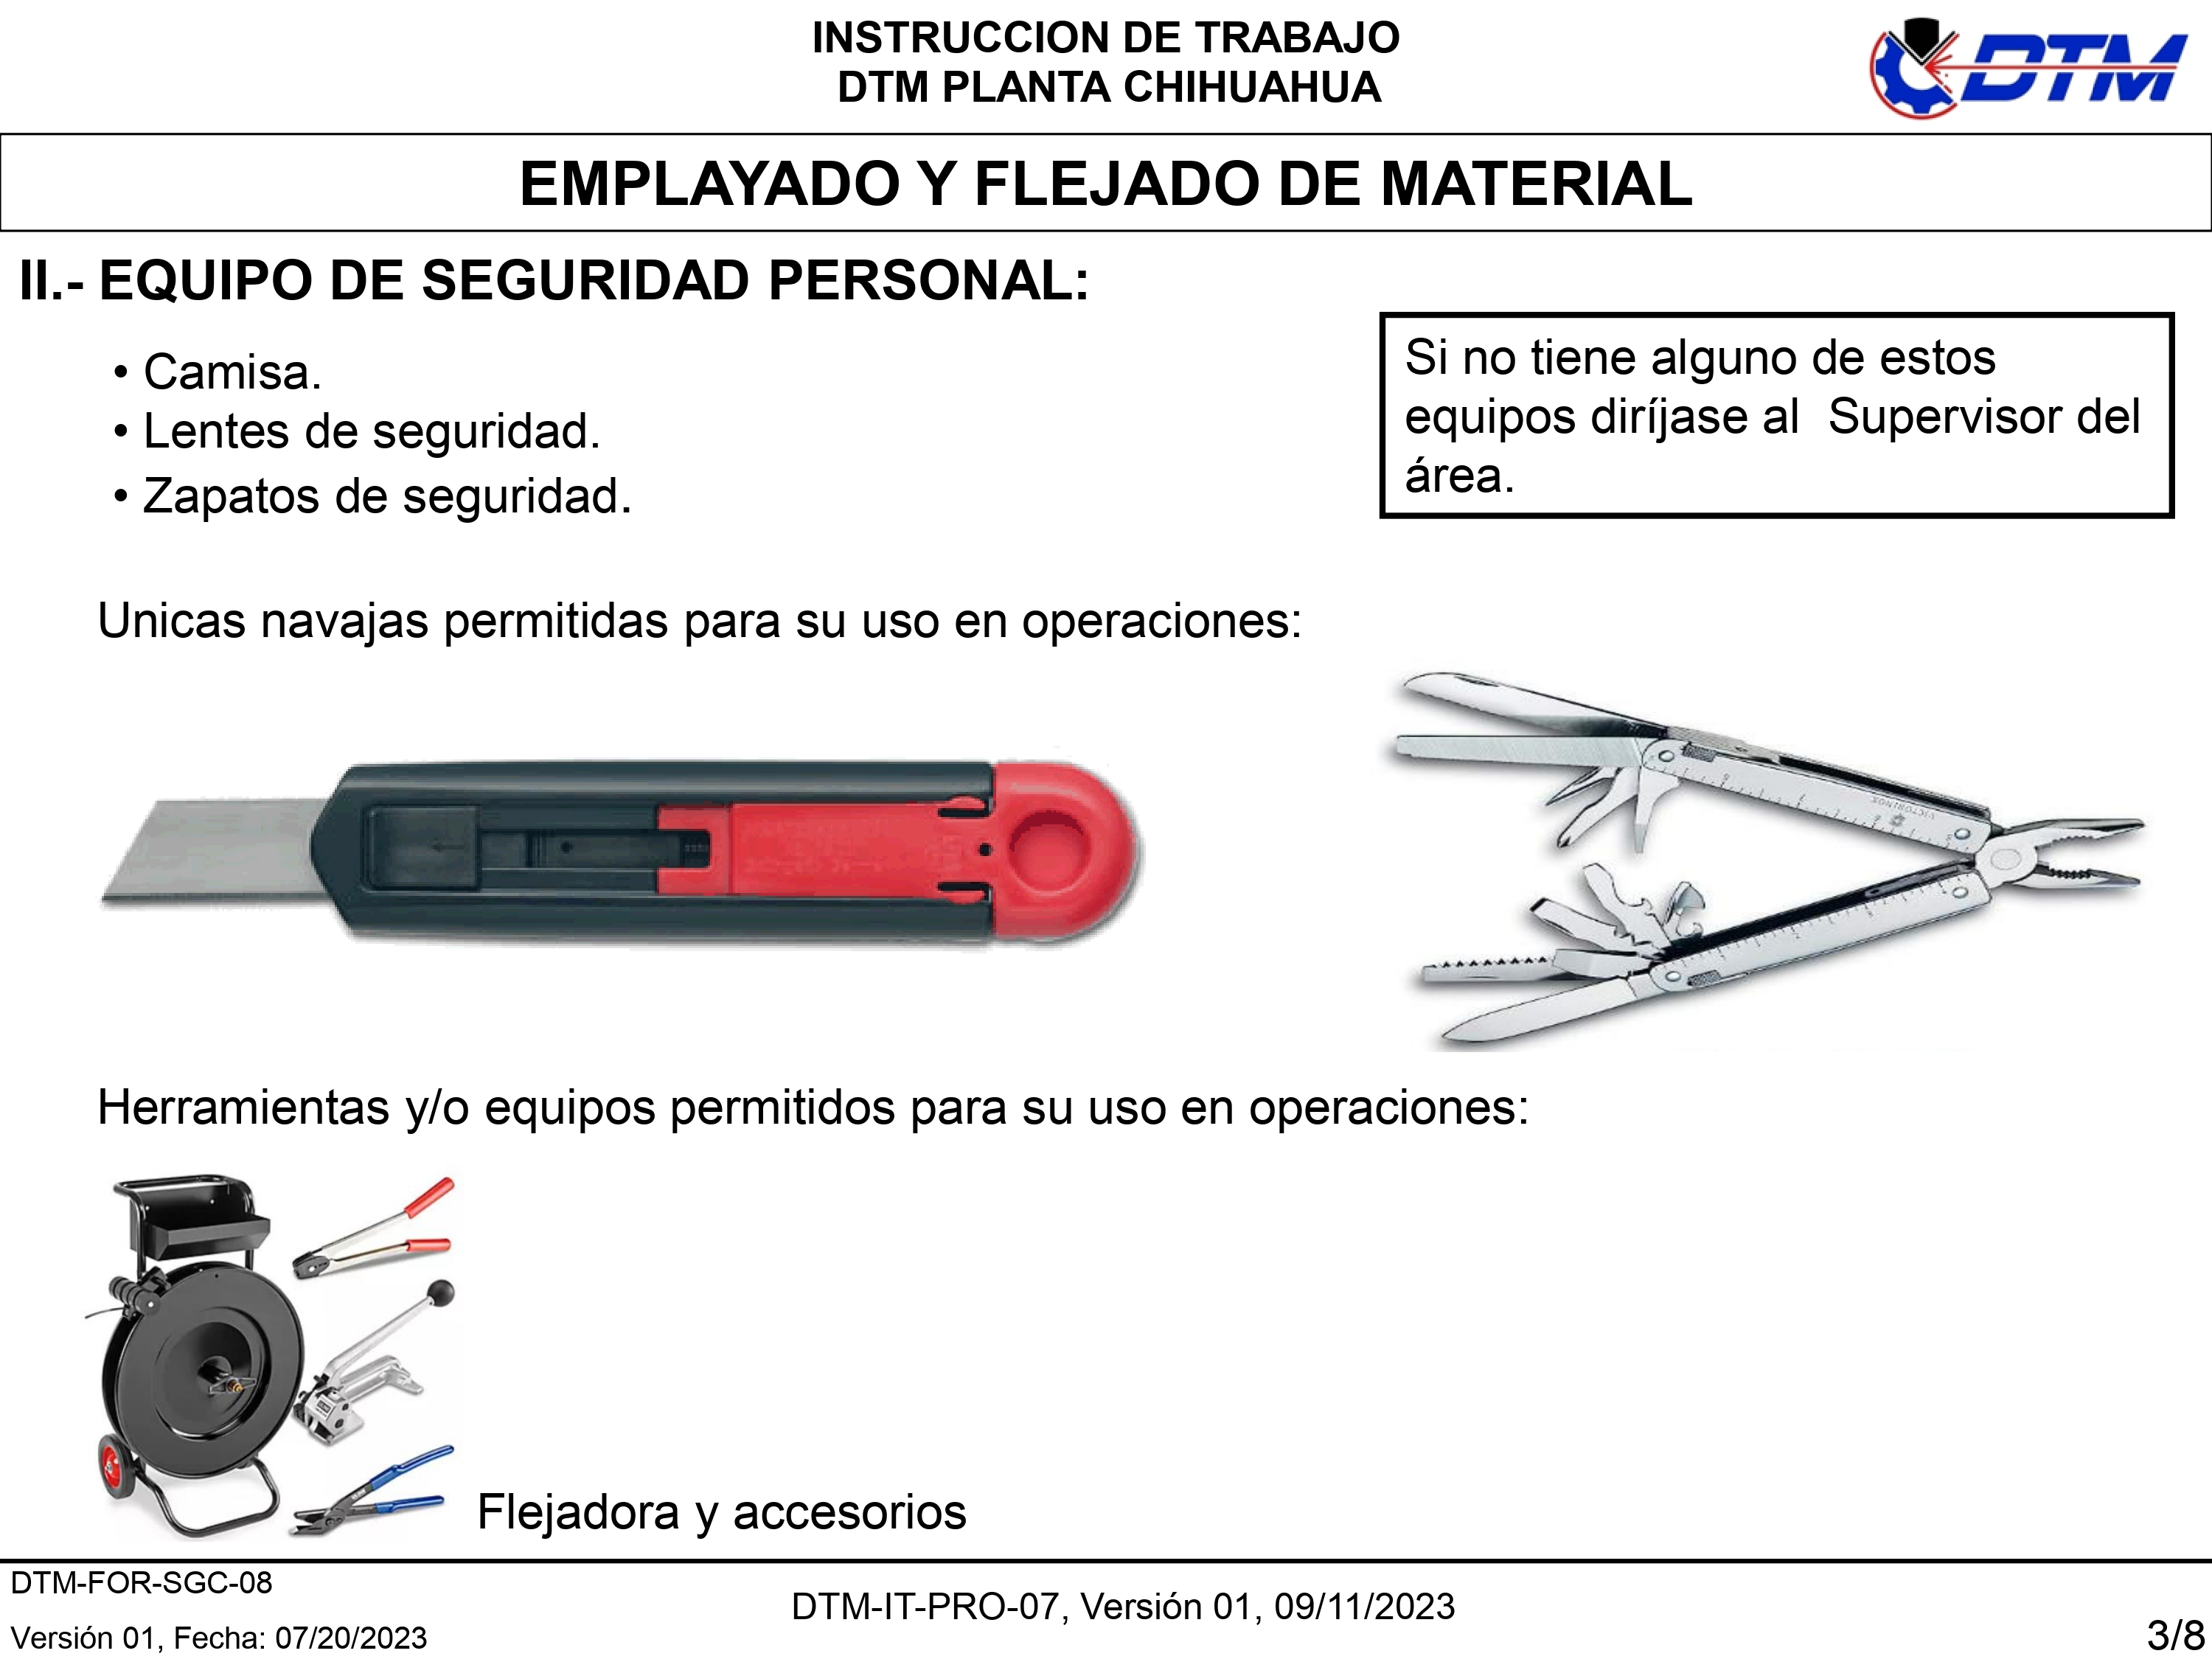 INSTRUCCION DE TRABAJO
DTM PLANTA CHIHUAHUA
DTM
EMPLAYADO Y FLEJADO DE MATERIAL
II.- EQUIPO DE SEGURIDAD PERSONAL:
• Camisa.
• Lentes de seguridad.
• Zapatos de seguridad.
Si no tiene alguno de estos
equipos diríjase al Supervisor del
área.
Unicas navajas permitidas para su uso en operaciones:
VICTORINOX
Herramientas y/o equipos permitidos para su uso en operaciones:
Flejadora y accesorios
DTM-FOR-SGC-08
Versión 01, Fecha: 07/20/2023
DTM-IT-PRO-07, Versión 01, 09/11/2023
3/8